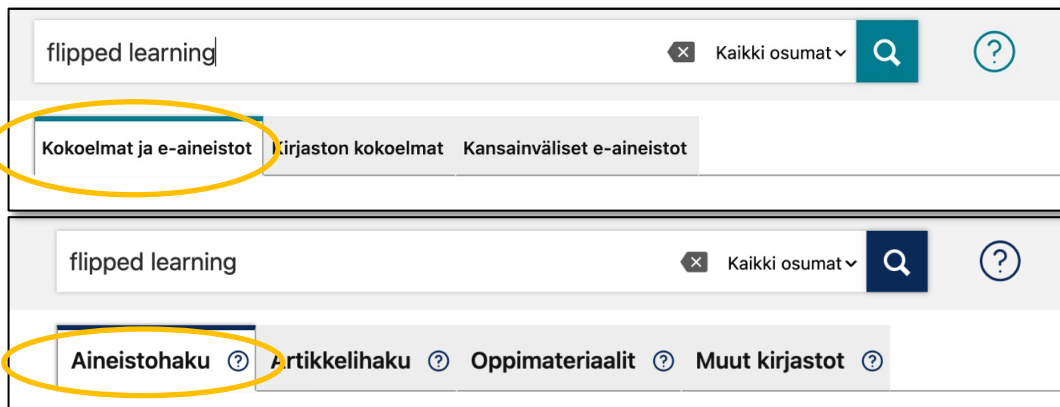 flipped learning Kaikki osumat
Kokoelmat ja e-aineistot Kirjaston kokoelmat Kansainväliset e-aineistot
flipped learning Kaikki osumat
Aineistohaku ? Artikkelihaku ? Oppimateriaalit ? Muut kirjastot ?